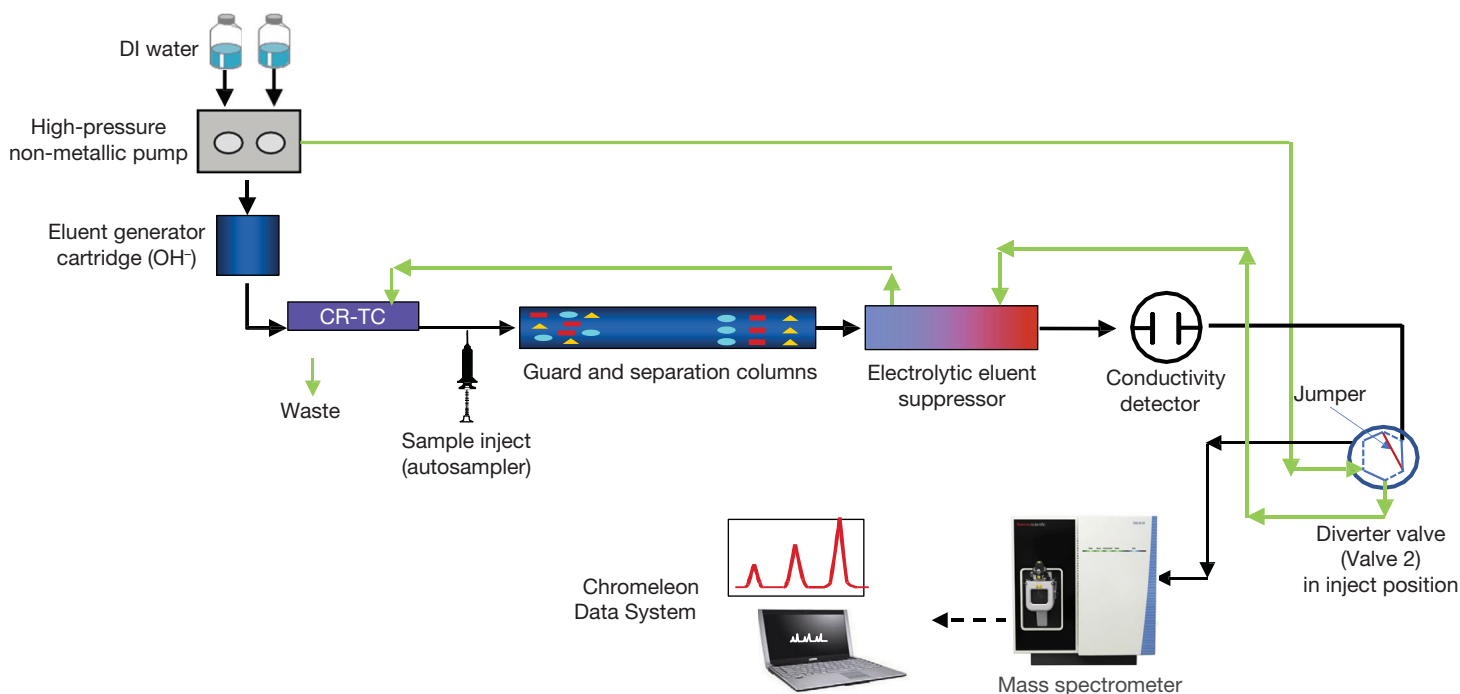 DI water
High-pressure
non-metallic pump
Eluent generator
cartridge (OH⁻)
CR-TC
Waste
Sample inject
(autosampler)
Guard and separation columns
Electrolytic eluent
suppressor
Conductivity
detector
Jumper
Diverter valve
(Valve 2)
in inject position
Chromeleon
Data System
Mass spectrometer